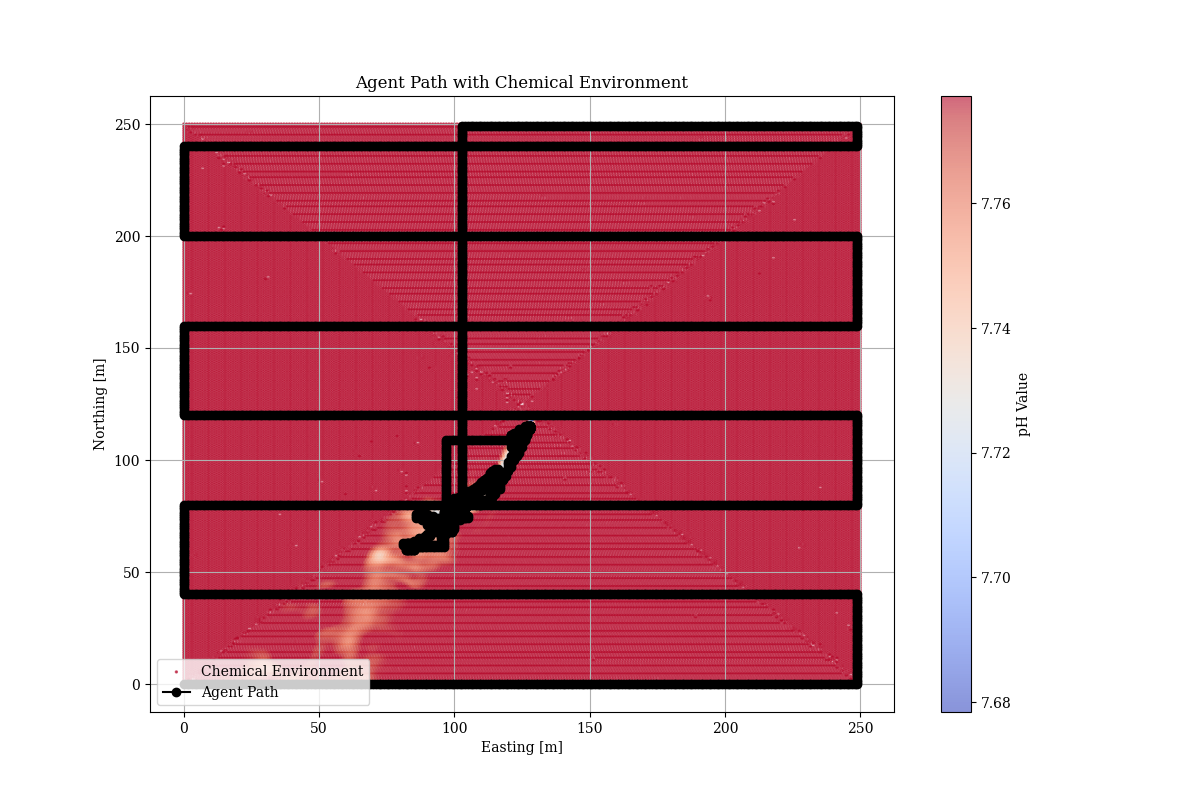 Agent Path with Chemical Environment
250
200
150
100
50
0
Northing [m]
0 50 100 150 200 250
Easting [m]
Chemical Environment
Agent Path
7.76
7.74
7.72
7.70
7.68
pH Value